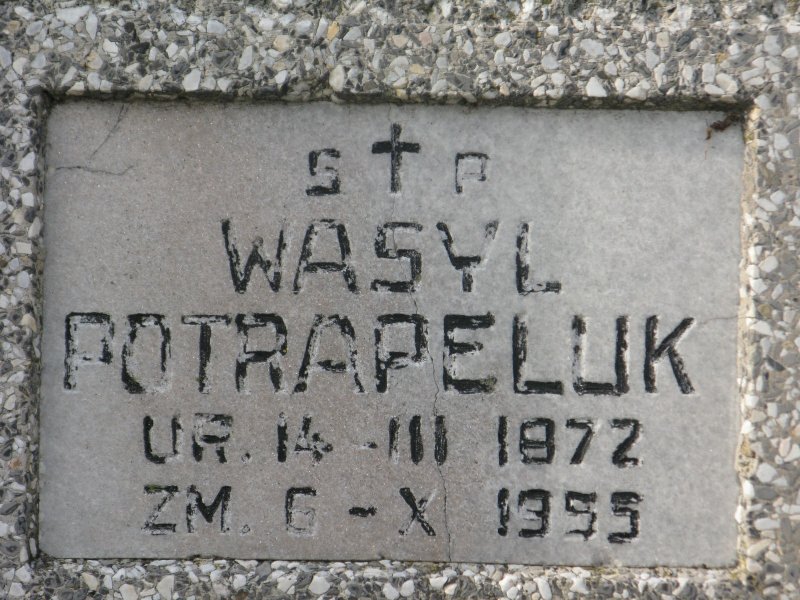 S ✝ P
WASYL
POTRAPELUK
UR. 14-III 1872
ZM. 6-X 1955